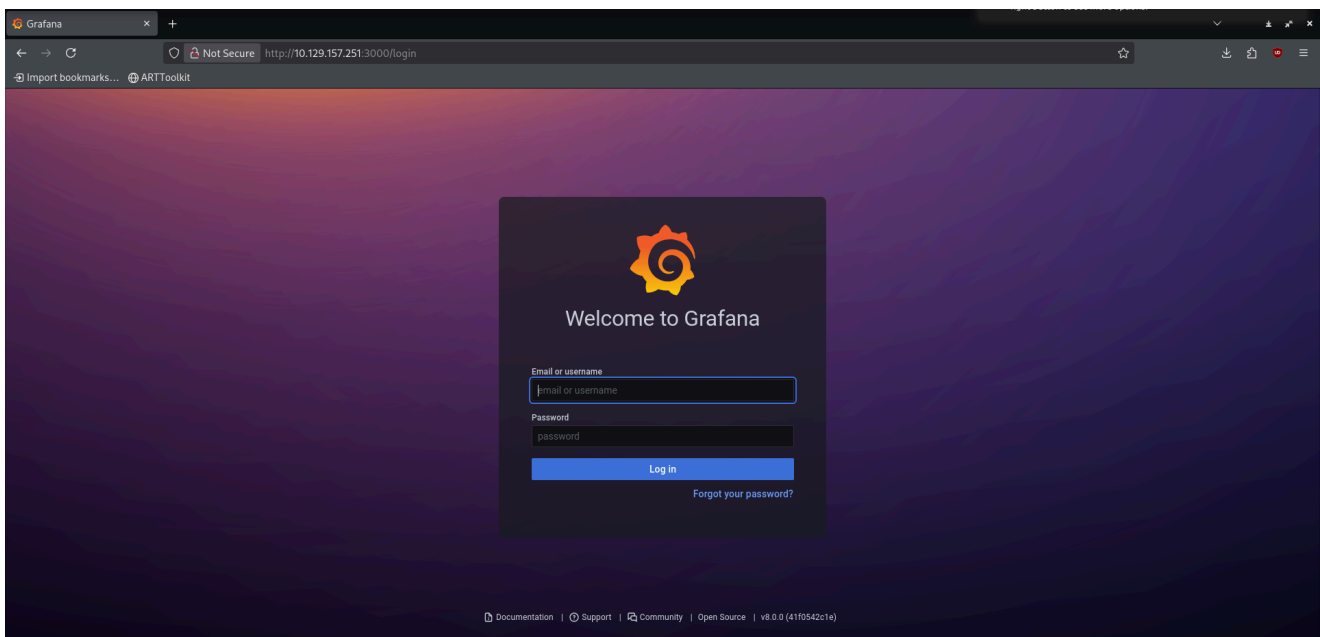 Grafana
Not Secure http://10.129.157.251:3000/login
Import bookmarks... ARTToolkit
Welcome to Grafana
Email or username
email or username
Password
password
Log in
Forgot your password?
Documentation | Support | Community | Open Source | v8.0.0 (41f0542c1e)